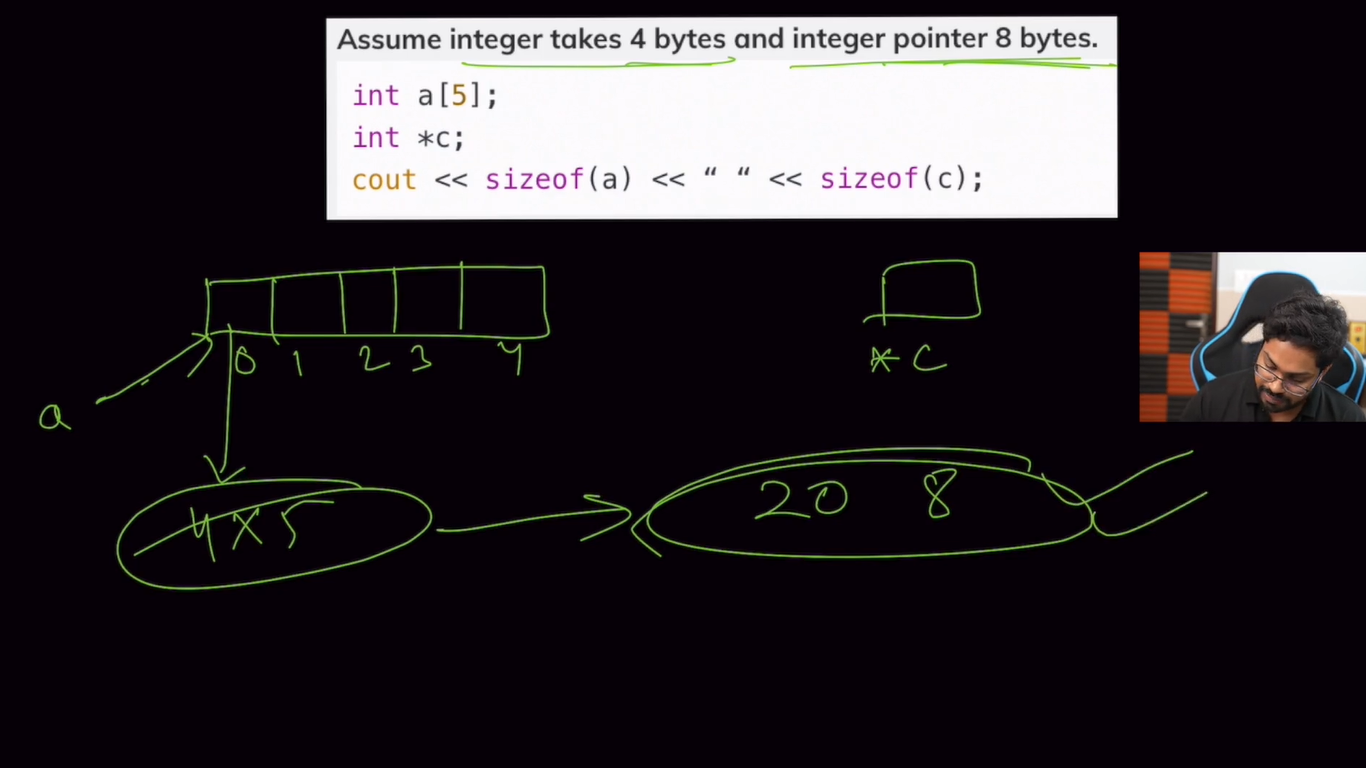 Assume integer takes 4 bytes and integer pointer 8 bytes.
int a[5];
int *c;
cout << sizeof(a) << “ “ << sizeof(c);
0 1 2 3 4
* C
a
4 X 5
20 8